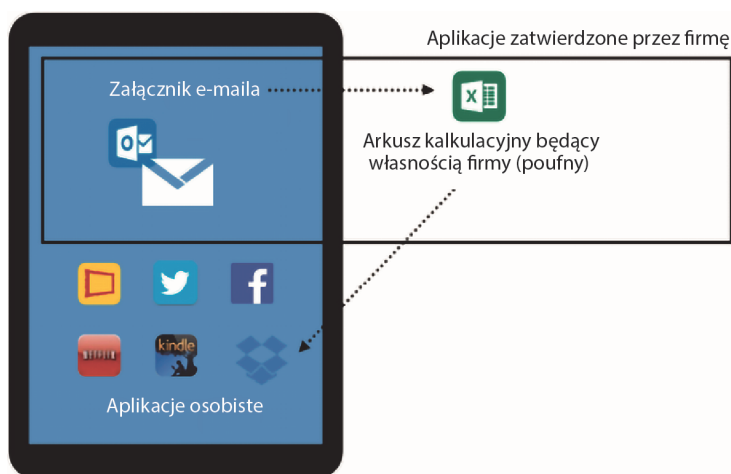 Aplikacje zatwierdzone przez firmę
Załącznik e-maila
Arkusz kalkulacyjny będący
własnością firmy (poufny)
kindle
Aplikacje osobiste